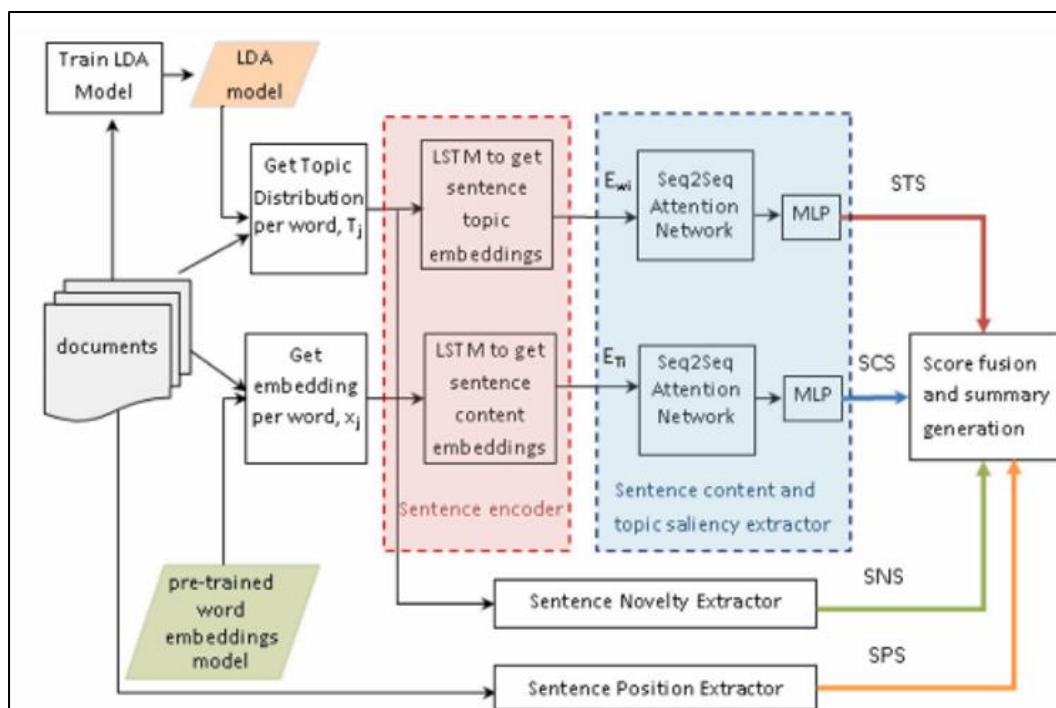 Train LDA
Model
LDA
model
Get Topic
Distribution
per word, Tj
LSTM to get
sentence
topic
embeddings
Ewi
Seq2Seq
Attention
Network
MLP
STS
documents
Get
embedding
per word, xj
LSTM to get
sentence
content
embeddings
Sentence encoder
ETi
Seq2Seq
Attention
Network
MLP
SCS
Sentence content and
topic saliency extractor
Score fusion
and summary
generation
pre-trained
word
embeddings
model
Sentence Novelty Extractor
SNS
Sentence Position Extractor
SPS